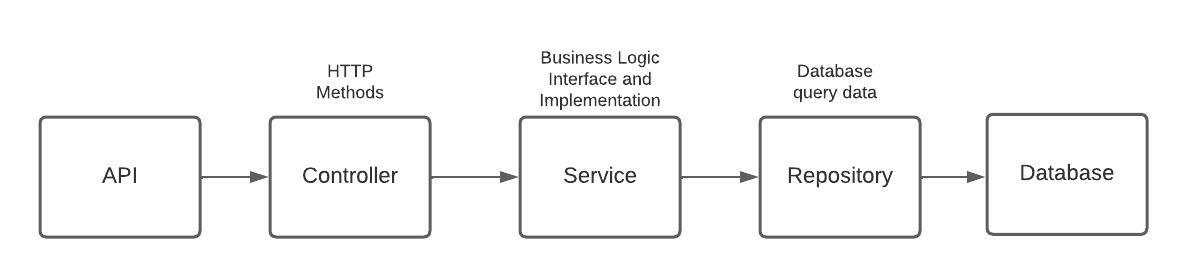 HTTP
Methods
Business Logic
Interface and
Implementation
Database
query data
API
Controller
Service
Repository
Database